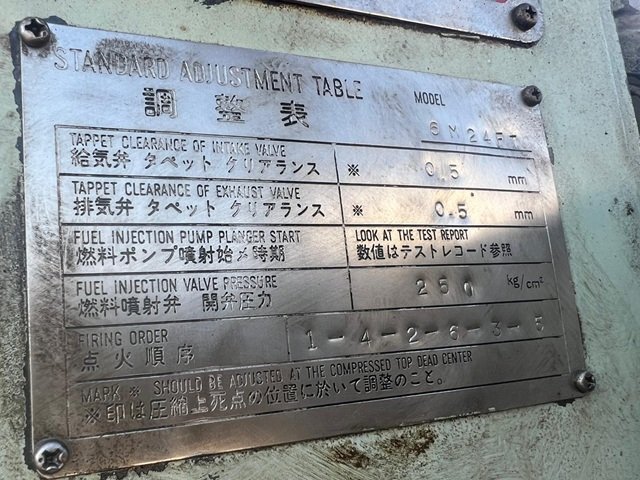 STANDARD ADJUSTMENT TABLE
調整表
MODEL 6M24FT
TAPPET CLEARANCE OF INTAKE VALVE
給気弁 タペット クリアランス ※ 0.5 mm
TAPPET CLEARANCE OF EXHAUST VALVE
排気弁 タペット クリアランス ※ 0.5 mm
FUEL INJECTION PUMP PLANGER START LOOK AT THE TEST REPORT
燃料ポンプ噴射始メ時期 数値はテストレコード参照
FUEL INJECTION VALVE PRESSURE
燃料噴射弁 開弁圧力 250 kg/cm²
FIRING ORDER
点火順序 1-4-2-6-3-5
MARK ※ SHOULD BE ADJUSTED AT THE COMPRESSED TOP DEAD CENTER
※印は圧縮上死点の位置に於いて調整のこと。